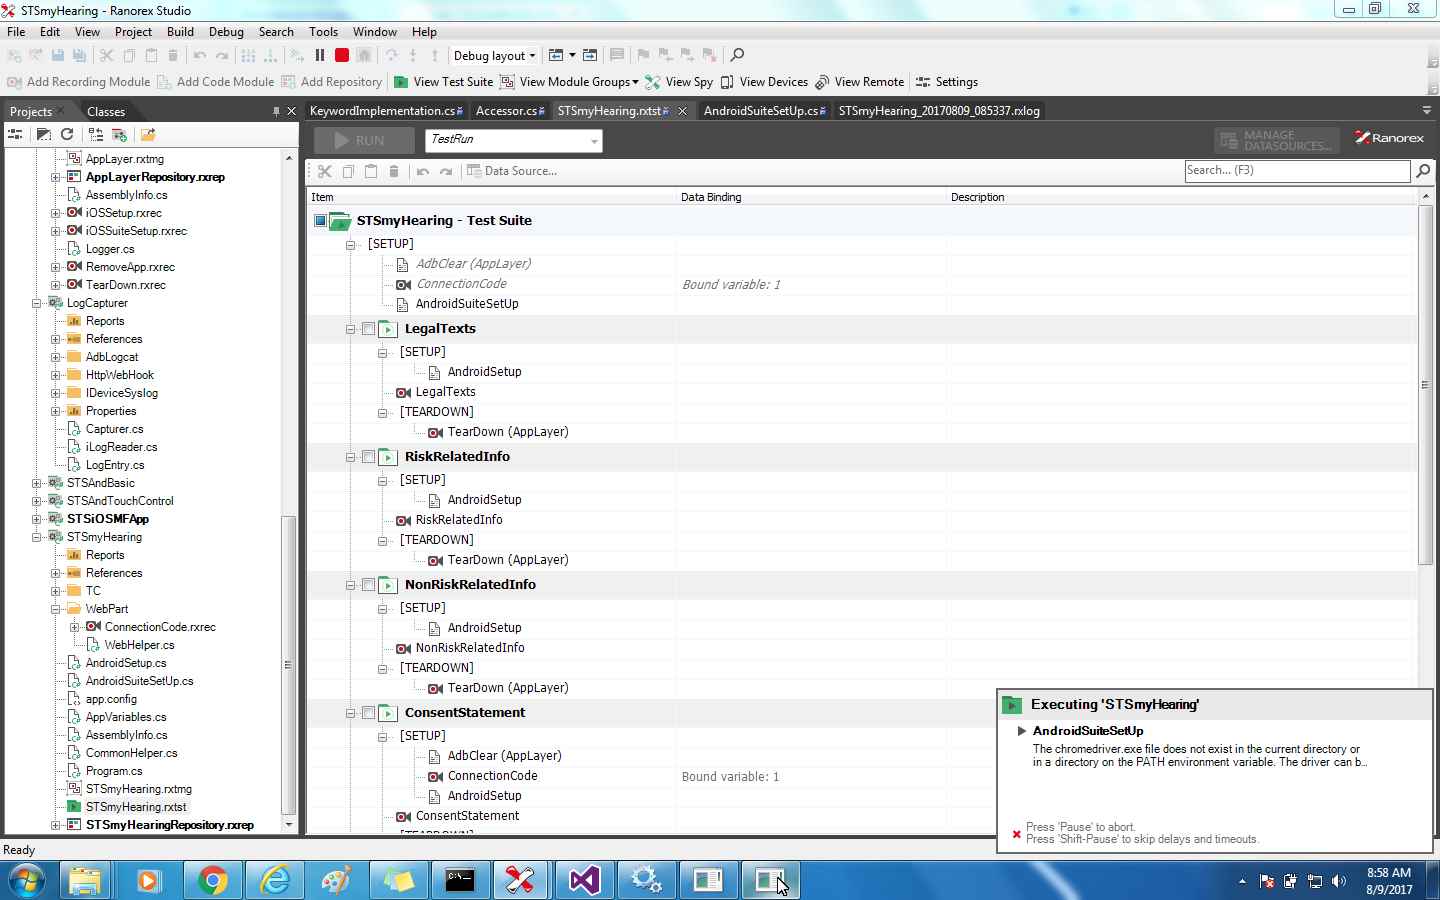 STSmyHearing - Ranorex Studio
File Edit View Project Build Debug Search Tools Window Help
Debug layout
Add Recording Module Add Code Module Add Repository View Test Suite View Module Groups View Spy View Devices View Remote Settings
Projects Classes
KeywordImplementation.cs Accessor.cs STSmyHearing.rxtst AndroidSuiteSetUp.cs STSmyHearing_20170809_085337.rxlog
RUN TestRun MANAGE DATASOURCES... Ranorex
Data Source... Search... (F3)
Item Data Binding Description
AppLayer.rxtmg
AppLayerRepository.rxrep
AssemblyInfo.cs
iOSSetup.rxrec
iOSSuiteSetup.rxrec
Logger.cs
RemoveApp.rxrec
TearDown.rxrec
LogCapturer
Reports
References
AdbLogcat
HttpWebHook
IDeviceSyslog
Properties
Capturer.cs
iLogReader.cs
LogEntry.cs
STSAndBasic
STSAndTouchControl
STSiOSMFApp
STSmyHearing
Reports
References
TC
WebPart
ConnectionCode.rxrec
WebHelper.cs
AndroidSetup.cs
AndroidSuiteSetUp.cs
app.config
AppVariables.cs
AssemblyInfo.cs
CommonHelper.cs
Program.cs
STSmyHearing.rxtmg
STSmyHearing.rxtst
STSmyHearingRepository.rxrep
STSmyHearing - Test Suite
[SETUP]
AdbClear (AppLayer)
ConnectionCode Bound variable: 1
AndroidSuiteSetUp
LegalTexts
[SETUP]
AndroidSetup
LegalTexts
[TEARDOWN]
TearDown (AppLayer)
RiskRelatedInfo
[SETUP]
AndroidSetup
RiskRelatedInfo
[TEARDOWN]
TearDown (AppLayer)
NonRiskRelatedInfo
[SETUP]
AndroidSetup
NonRiskRelatedInfo
[TEARDOWN]
TearDown (AppLayer)
ConsentStatement
[SETUP]
AdbClear (AppLayer)
ConnectionCode Bound variable: 1
AndroidSetup
ConsentStatement
[TEARDOWN]
Executing 'STSmyHearing'
AndroidSuiteSetUp
The chromedriver.exe file does not exist in the current directory or
in a directory on the PATH environment variable. The driver can b...
Press 'Pause' to abort.
Press 'Shift-Pause' to skip delays and timeouts.
Ready
8:58 AM
8/9/2017